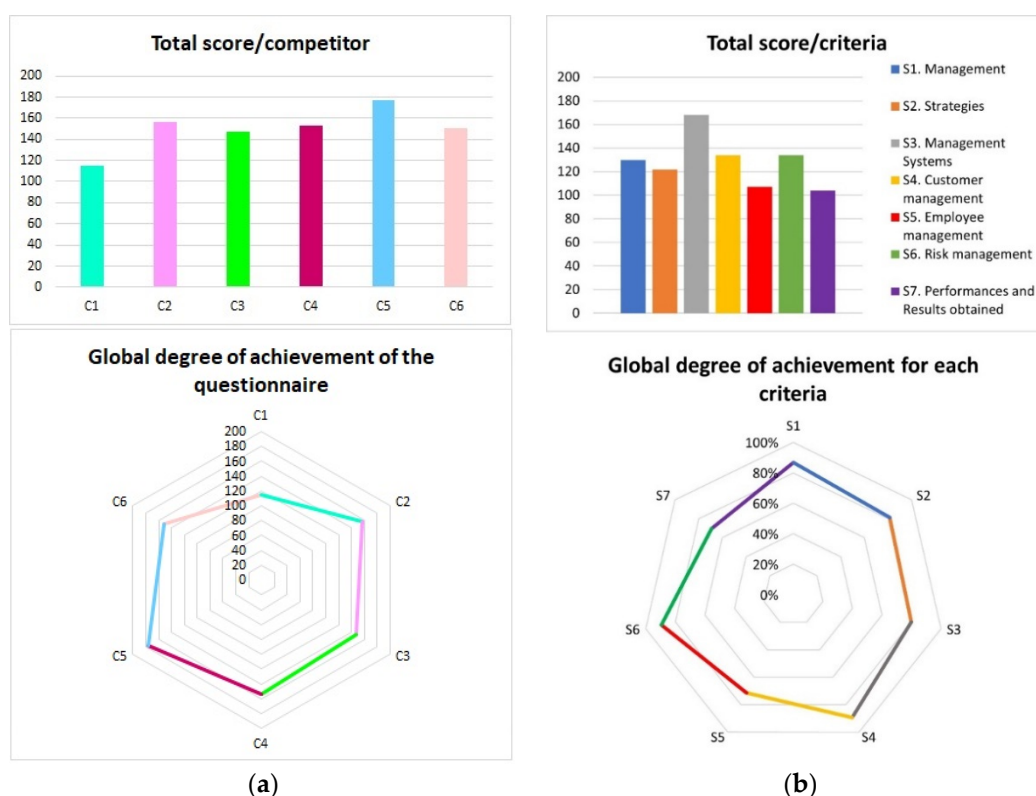 Total score/competitor
200
180
160
140
120
100
80
60
40
20
0
C1 C2 C3 C4 C5 C6
Total score/criteria
200
180
160
140
120
100
80
60
40
20
0
S1. Management
S2. Strategies
S3. Management
Systems
S4. Customer
management
S5. Employee
management
S6. Risk management
S7. Performances and
Results obtained
Global degree of achievement of the
questionnaire
C1
200
180
160
140
120
100
80
60
40
20
0
C2
C3
C4
C5
C6
Global degree of achievement for each
criteria
S1
100%
80%
60%
40%
20%
0%
S2
S3
S4
S5
S6
S7
(a)
(b)